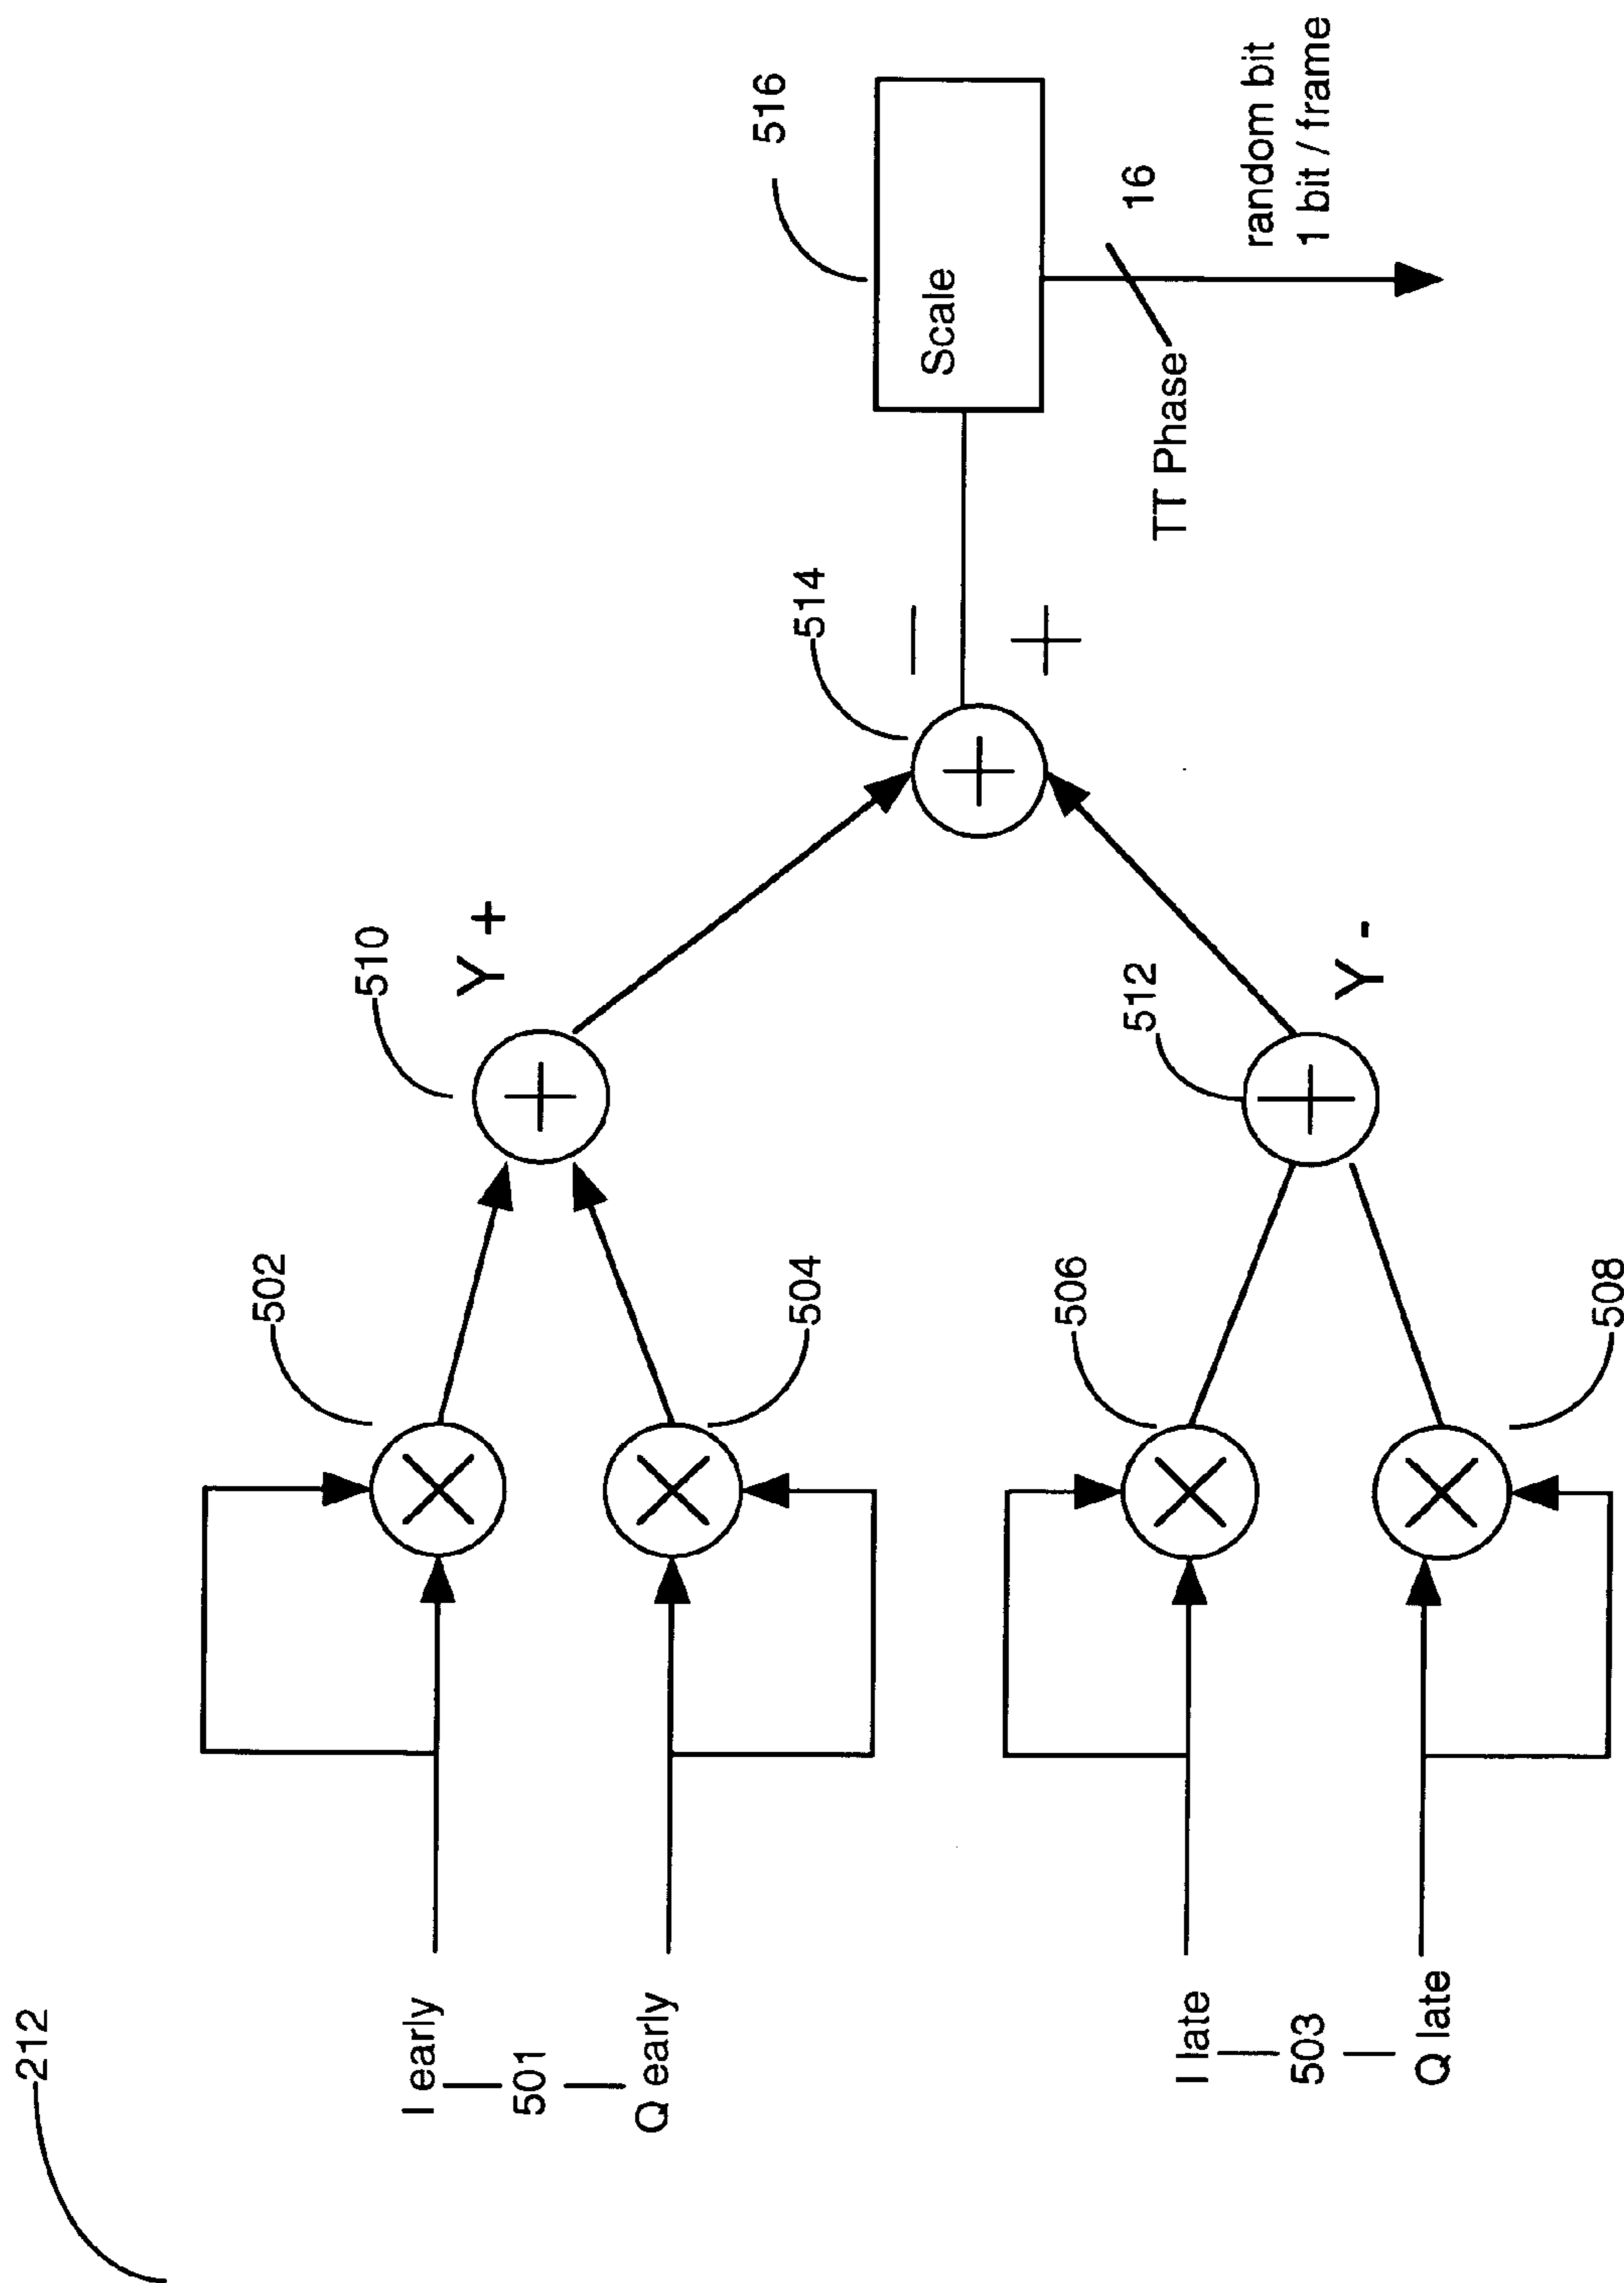 212
I early
501
Q early
I late
503
Q late
502
504
506
508
510
Y +
512
Y -
514
−
+
516
Scale
TT Phase
16
random bit
1 bit / frame